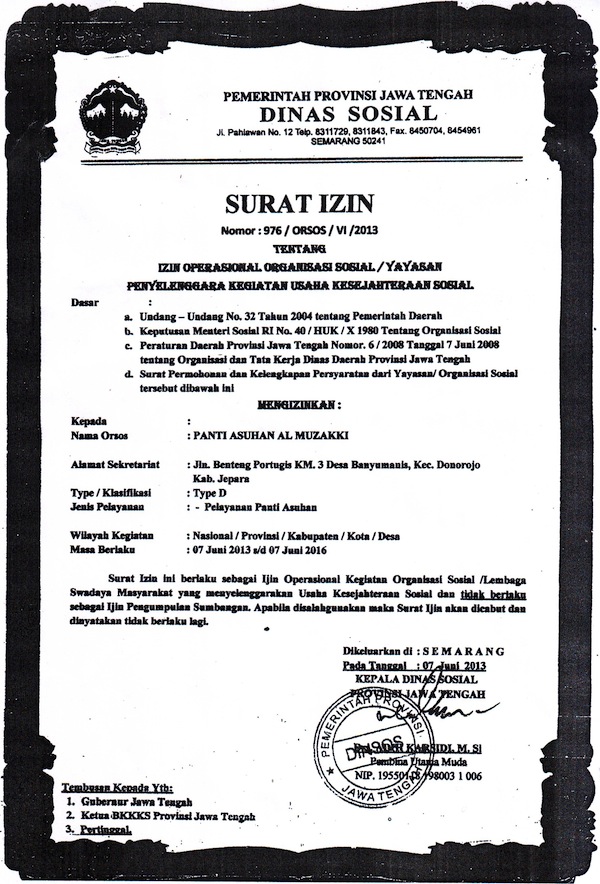 PEMERINTAH PROVINSI JAWA TENGAH
DINAS SOSIAL
Jl. Pahlawan No. 12 Telp. 8311729, 8311843, Fax. 8450704, 8454961
SEMARANG 50241
SURAT IZIN
Nomor : 976 / ORSOS / VI /2013
TENTANG
IZIN OPERASIONAL ORGANISASI SOSIAL / YAYASAN
PENYELENGGARA KEGIATAN USAHA KESEJAHTERAAN SOSIAL
Dasar :
a. Undang – Undang No. 32 Tahun 2004 tentang Pemerintah Daerah
b. Keputusan Menteri Sosial RI No. 40 / HUK / X 1980 Tentang Organisasi Sosial
c. Peraturan Daerah Provinsi Jawa Tengah Nomor. 6 / 2008 Tanggal 7 Juni 2008
tentang Organisasi dan Tata Kerja Dinas Daerah Provinsi Jawa Tengah
d. Surat Permohonan dan Kelengkapan Persyaratan dari Yayasan/ Organisasi Sosial
tersebut dibawah ini
MENGIZINKAN :
Kepada :
Nama Orsos : PANTI ASUHAN AL MUZAKKI
Alamat Sekretariat : Jln. Benteng Portugis KM. 3 Desa Banyumanis, Kec. Donorojo
Kab. Jepara
Type / Klasifikasi : Type D
Jenis Pelayanan : - Pelayanan Panti Asuhan
Wilayah Kegiatan : Nasional / Provinsi / Kabupaten / Kota / Desa
Masa Berlaku : 07 Juni 2013 s/d 07 Juni 2016
Surat Izin ini berlaku sebagai Ijin Operasional Kegiatan Organisasi Sosial /Lembaga
Swadaya Masyarakat yang menyelenggarakan Usaha Kesejahteraan Sosial dan tidak berlaku
sebagai Ijin Pengumpulan Sumbangan. Apabila disalahgunakan maka Surat Ijin akan dicabut dan
dinyatakan tidak berlaku lagi.
Dikeluarkan di : S E M A R A N G
Pada Tanggal : 07 Juni 2013
KEPALA DINAS SOSIAL
PROVINSI JAWA TENGAH
PEMERINTAH PROVINSI
DINSOS
JAWA TENGAH
KARSIDI, M. Si
Pembina Utama Muda
NIP. 198003 1 006
Tembusan Kepada Yth:
1. Gubernur Jawa Tengah
2. Ketua BKKKS Provinsi Jawa Tengah
3. Pertinggal.